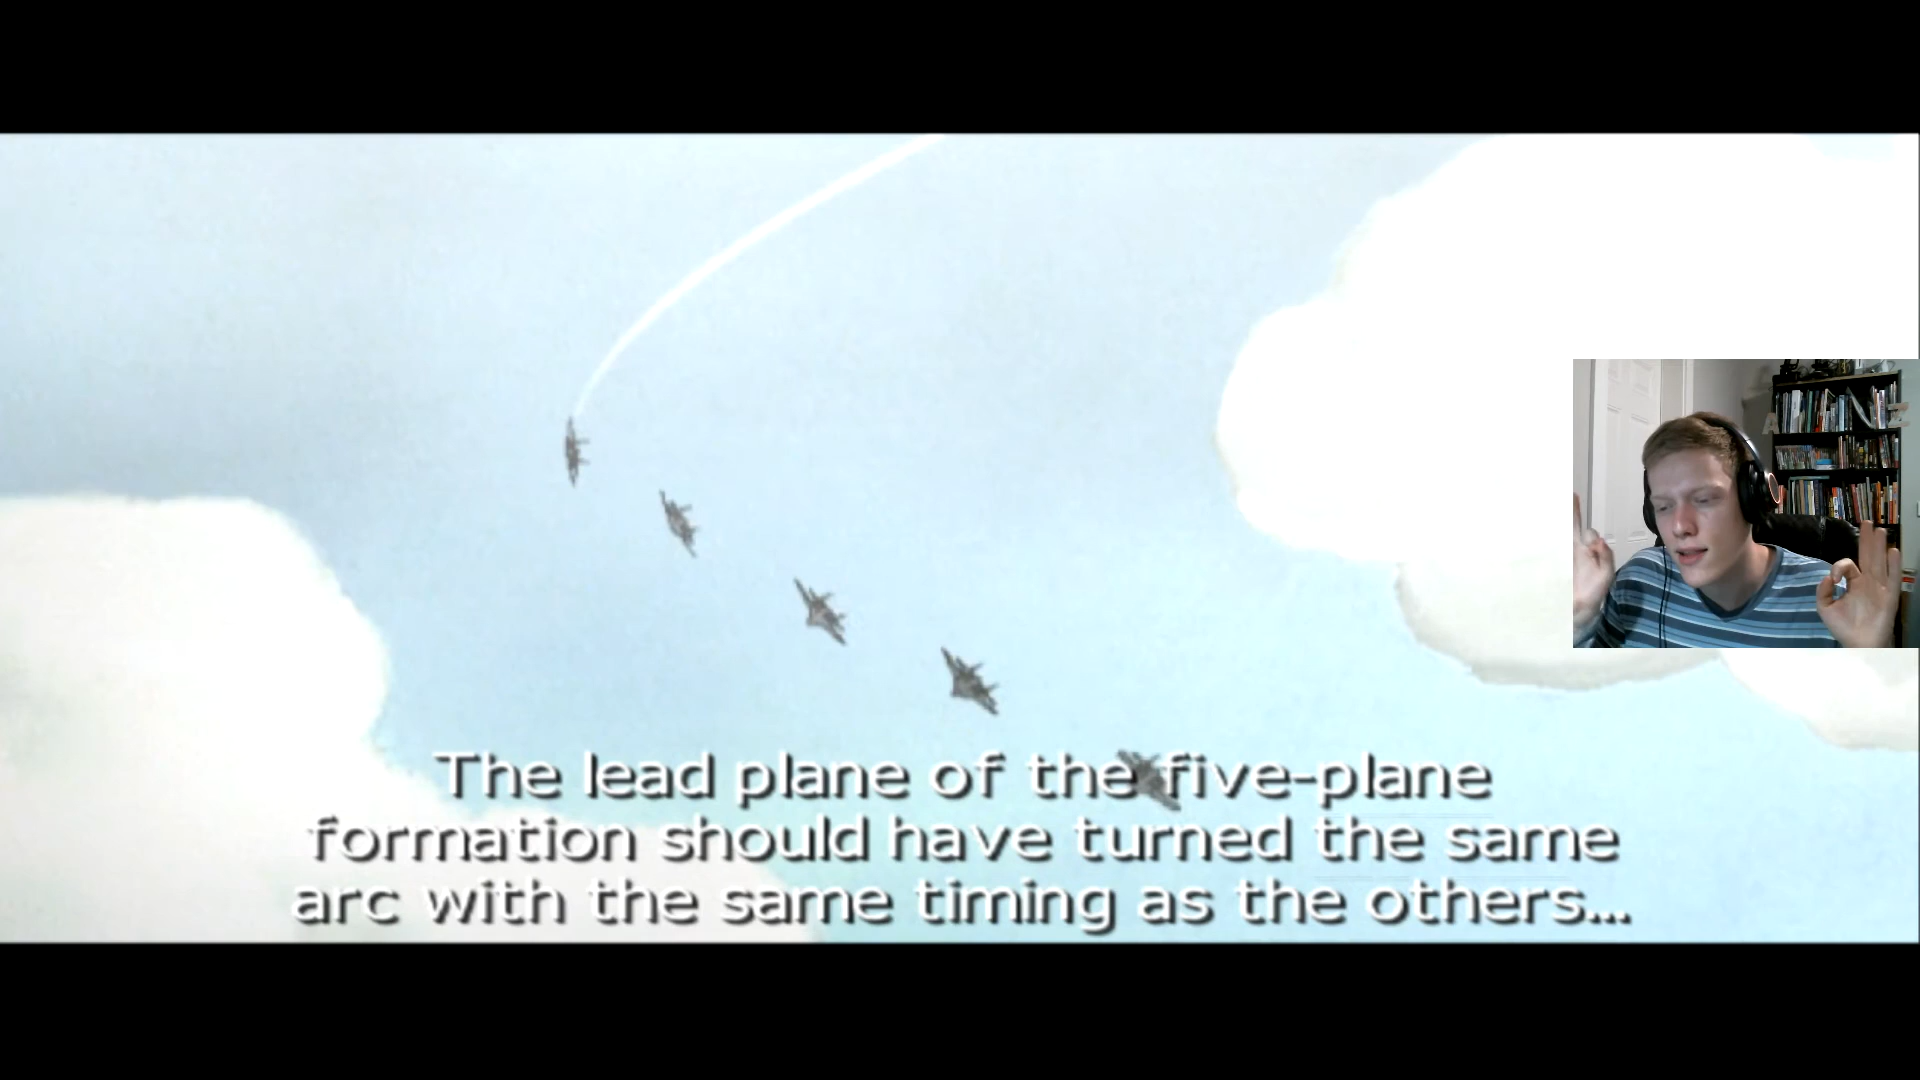 The lead plane of the five-plane
formation should have turned the same
arc with the same timing as the others...